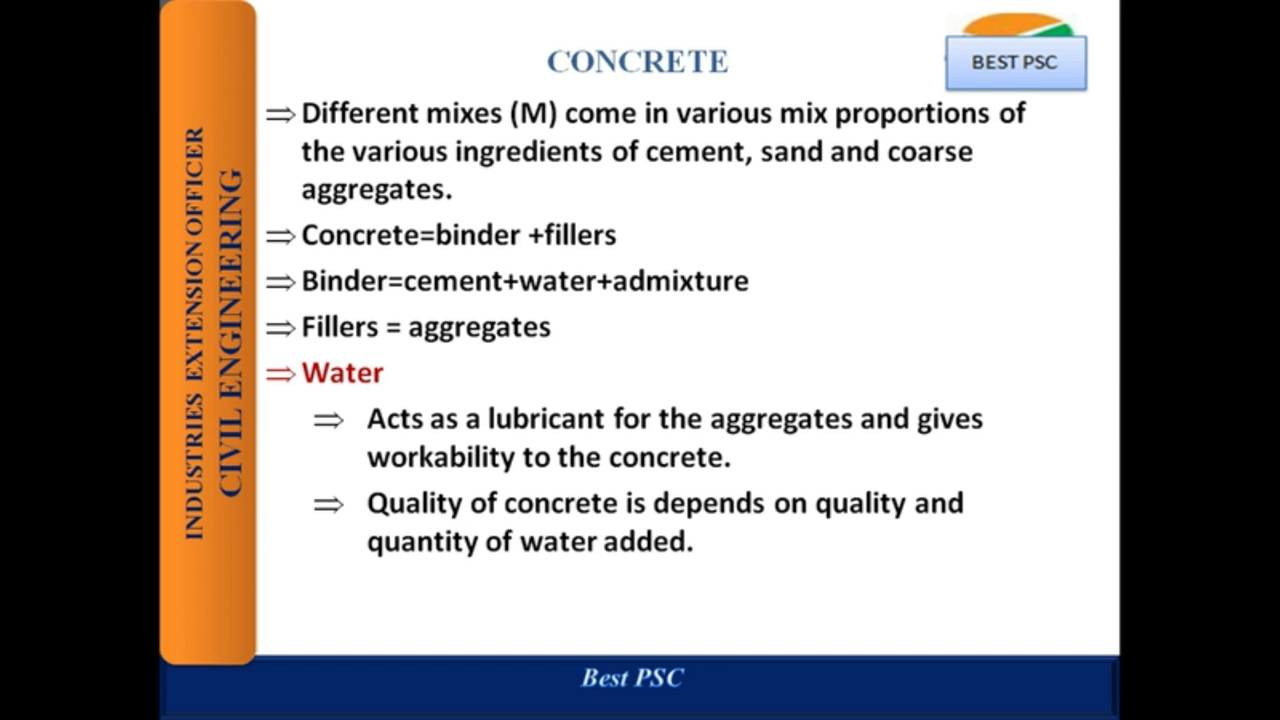 CONCRETE
BEST PSC
⇒ Different mixes (M) come in various mix proportions of
the various ingredients of cement, sand and coarse
aggregates.
⇒ Concrete=binder +fillers
⇒ Binder=cement+water+admixture
⇒ Fillers = aggregates
⇒ Water
⇒ Acts as a lubricant for the aggregates and gives
workability to the concrete.
⇒ Quality of concrete is depends on quality and
quantity of water added.
INDUSTRIES EXTENSION OFFICER
CIVIL ENGINEERING
Best PSC